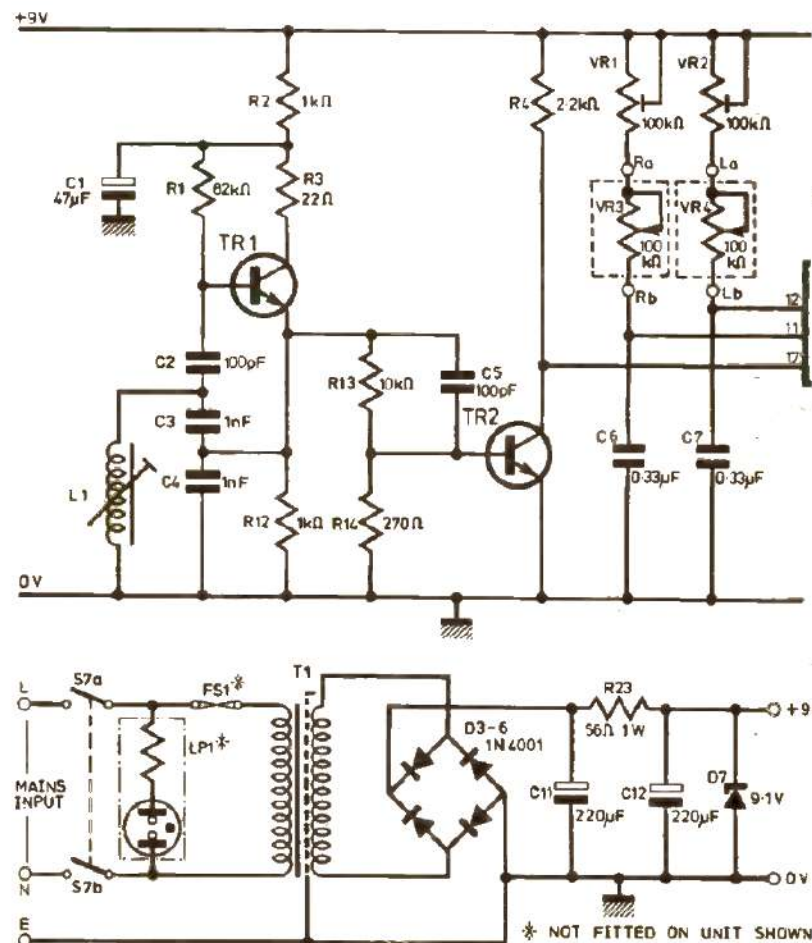 +9V
VR1
VR2
R2
1kΩ
R4
2.2kΩ
100kΩ
100kΩ
C1
47µF
R1
82kΩ
R3
22Ω
Ra
La
TR1
VR3
100
kΩ
VR4
100
kΩ
Rb
Lb
12
11
17
C2
100pF
R13
10kΩ
C5
100pF
C3
1nF
TR2
C6
C7
L1
C4
1nF
0.33µF
0.33µF
R12
1kΩ
R14
270Ω
0V
T1
L
S7a
FS1*
R23
+9
LP1*
D3-6
1N4001
56Ω 1W
MAINS
INPUT
C11
C12
D7
9.1V
220µF
220µF
N
S7b
0V
E
* NOT FITTED ON UNIT SHOWN